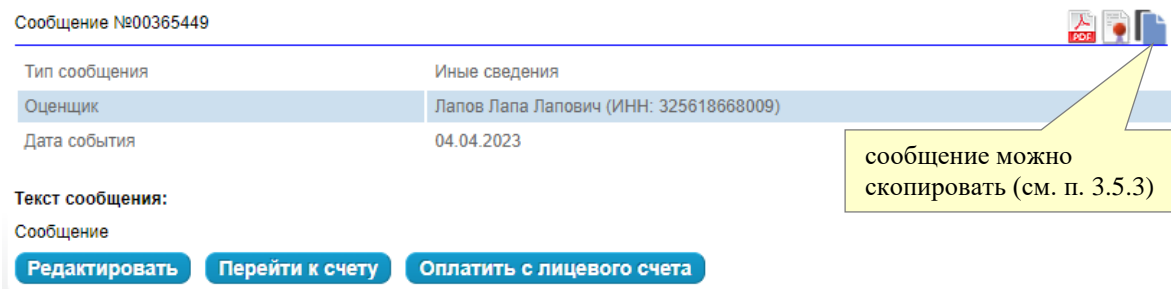 Сообщение №00365449
PDF
Тип сообщения Иные сведения
Оценщик Лапов Лапа Лапович (ИНН: 325618668009)
Дата события 04.04.2023
сообщение можно
скопировать (см. п. 3.5.3)
Текст сообщения:
Сообщение
Редактировать Перейти к счету Оплатить с лицевого счета